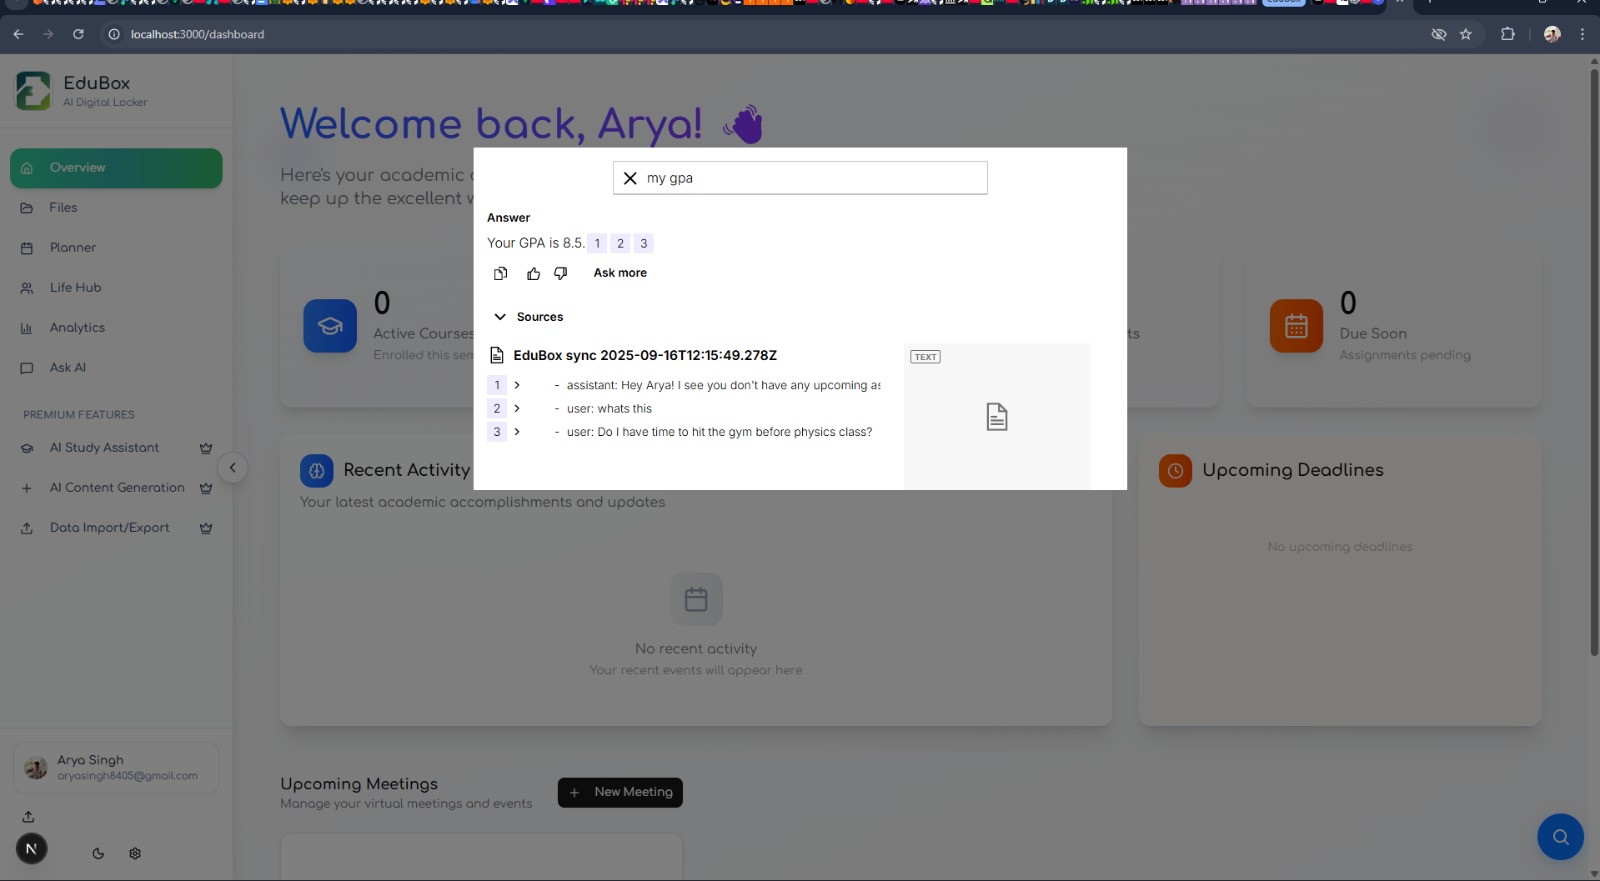 localhost:3000/dashboard
EduBox
AI Digital Locker
Overview
Files
Planner
Life Hub
Analytics
Ask AI
PREMIUM FEATURES
AI Study Assistant
AI Content Generation
Data Import/Export
Arya Singh
aryasingh8405@gmail.com
N
Welcome back, Arya!
Here's your academic
keep up the excellent
my gpa
Answer
Your GPA is 8.5. 1 2 3
Ask more
Sources
EduBox sync 2025-09-16T12:15:49.278Z
1 - assistant: Hey Arya! I see you don't have any upcoming as
2 - user: whats this
3 - user: Do I have time to hit the gym before physics class?
TEXT
0
Active Courses
Enrolled this sem
ts
0
Due Soon
Assignments pending
Recent Activity
Your latest academic accomplishments and updates
No recent activity
Your recent events will appear here
Upcoming Deadlines
No upcoming deadlines
Upcoming Meetings
Manage your virtual meetings and events
+ New Meeting